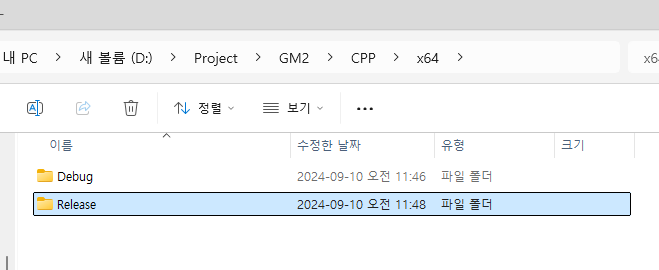 내 PC > 새 볼륨 (D:) > Project > GM2 > CPP > x64 > x64
정렬 보기 ...
이름 수정한 날짜 유형 크기
Debug 2024-09-10 오전 11:46 파일 폴더
Release 2024-09-10 오전 11:48 파일 폴더